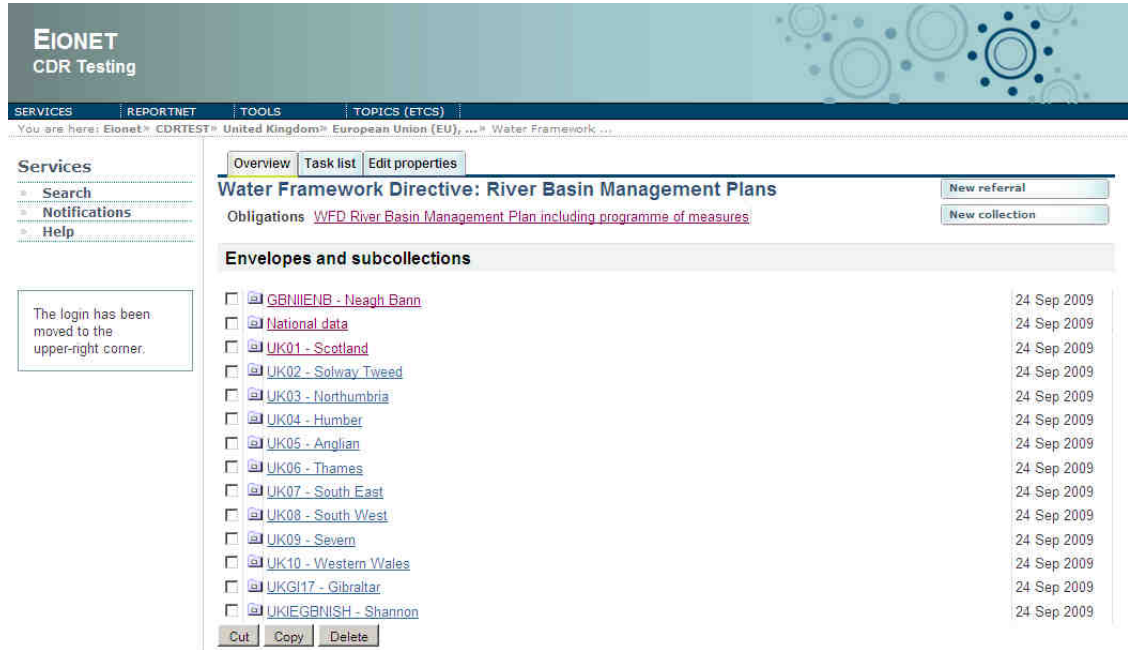 EIONET
CDR Testing
SERVICES REPORTNET TOOLS TOPICS (ETCS)
You are here: Eionet» CDRTEST» United Kingdom» European Union (EU), ...» Water Framework ...
Services
Search
Notifications
Help
The login has been
moved to the
upper-right corner.
Overview Task list Edit properties
Water Framework Directive: River Basin Management Plans
New referral
Obligations WFD River Basin Management Plan including programme of measures
New collection
Envelopes and subcollections
GBNIIENB - Neagh Bann 24 Sep 2009
National data 24 Sep 2009
UK01 - Scotland 24 Sep 2009
UK02 - Solway Tweed 24 Sep 2009
UK03 - Northumbria 24 Sep 2009
UK04 - Humber 24 Sep 2009
UK05 - Anglian 24 Sep 2009
UK06 - Thames 24 Sep 2009
UK07 - South East 24 Sep 2009
UK08 - South West 24 Sep 2009
UK09 - Severn 24 Sep 2009
UK10 - Western Wales 24 Sep 2009
UKGI17 - Gibraltar 24 Sep 2009
UKIEGBNISH - Shannon 24 Sep 2009
Cut Copy Delete